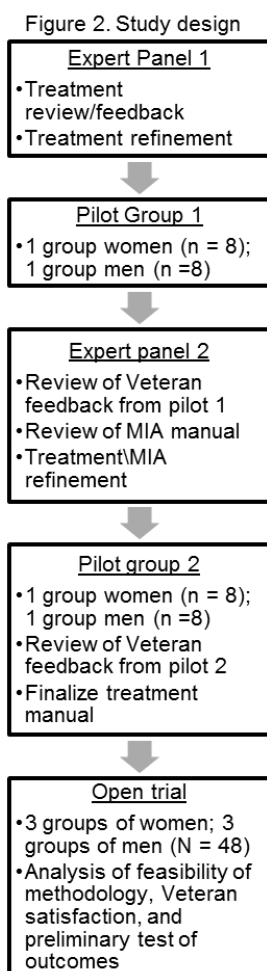 Figure 2. Study design
Expert Panel 1
•Treatment
review/feedback
•Treatment refinement
Pilot Group 1
•1 group women (n = 8);
1 group men (n =8)
Expert panel 2
•Review of Veteran
feedback from pilot 1
•Review of MIA manual
•Treatment\MIA
refinement
Pilot group 2
•1 group women (n = 8);
1 group men (n =8)
•Review of Veteran
feedback from pilot 2
•Finalize treatment
manual
Open trial
•3 groups of women; 3
groups of men (N = 48)
•Analysis of feasibility of
methodology, Veteran
satisfaction, and
preliminary test of
outcomes